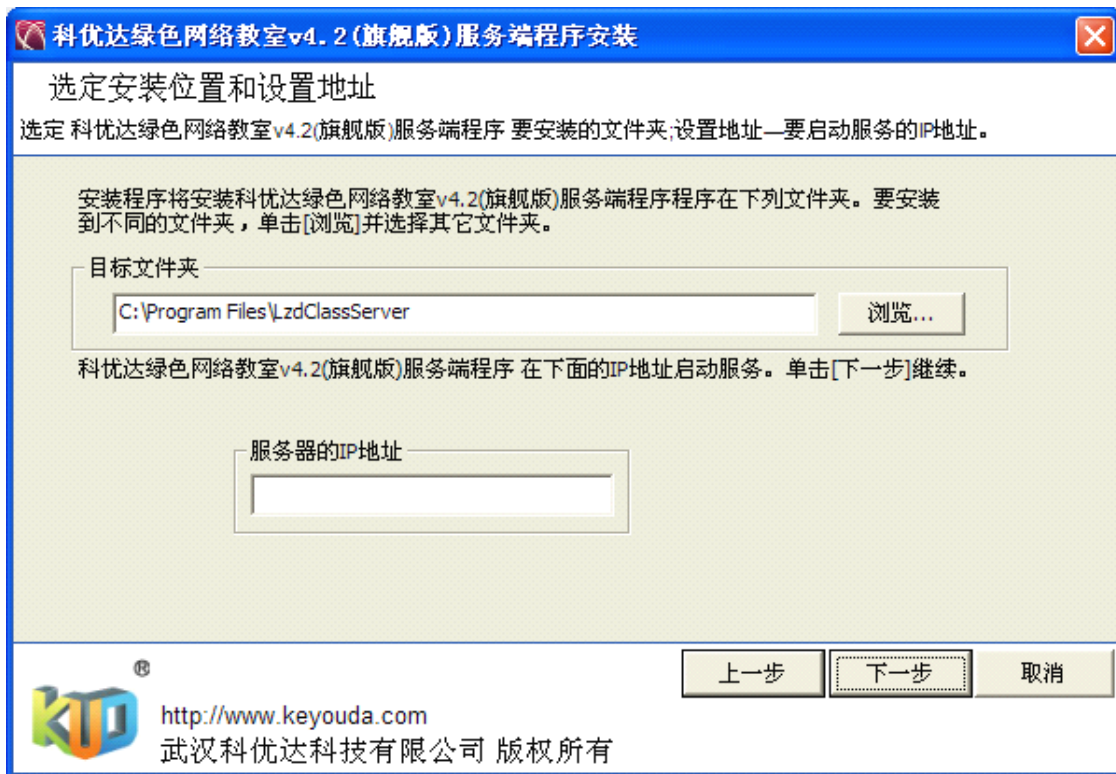 科优达绿色网络教室v4.2(旗舰版)服务端程序安装
选定安装位置和设置地址
选定 科优达绿色网络教室v4.2(旗舰版)服务端程序 要安装的文件夹;设置地址—要启动服务的IP地址。
安装程序将安装科优达绿色网络教室v4.2(旗舰版)服务端程序程序在下列文件夹。要安装
到不同的文件夹，单击[浏览]并选择其它文件夹。
目标文件夹
C:\Program Files\LzdClassServer
浏览...
科优达绿色网络教室v4.2(旗舰版)服务端程序 在下面的IP地址启动服务。单击[下一步]继续。
服务器的IP地址
上一步
下一步
取消
KYD®
http://www.keyouda.com
武汉科优达科技有限公司 版权所有